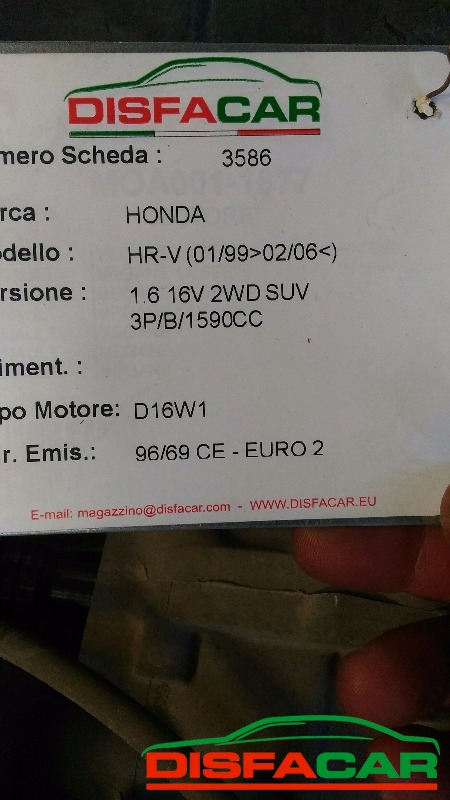 DISFACAR
mero Scheda : 3586
rca : HONDA
dello : HR-V (01/99>02/06<)
rsione : 1.6 16V 2WD SUV
3P/B/1590CC
iment. :
po Motore: D16W1
r. Emis.: 96/69 CE - EURO 2
E-mail: magazzino@disfacar.com - WWW.DISFACAR.EU
DISFACAR